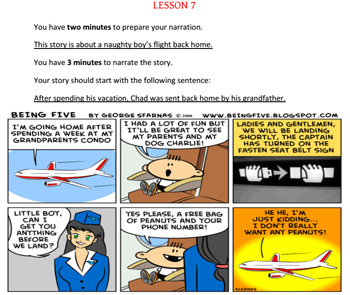 LESSON 7
You have two minutes to prepare your narration.
This story is about a naughty boy's flight back home.
You have 3 minutes to narrate the story.
Your story should start with the following sentence:
After spending his vacation, Chad was sent back home by his grandfather.
BEING FIVE BY GEORGE SFARNAS © 2008 WWW.BEINGFIVE.BLOGSPOT.COM
I'M GOING HOME AFTER
SPENDING A WEEK AT MY
GRANDPARENTS CONDO
I HAD A LOT OF FUN BUT
IT'LL BE GREAT TO SEE
MY PARENTS AND MY
DOG CHARLIE!
LADIES AND GENTLEMEN,
WE WILL BE LANDING
SHORTLY, THE CAPTAIN
HAS TURNED ON THE
FASTEN SEAT BELT SIGN
LITTLE BOY,
CAN I
GET YOU
ANYTHING
BEFORE
WE LAND?
YES PLEASE, A FREE BAG
OF PEANUTS AND YOUR
PHONE NUMBER!
HE HE, I'M
JUST KIDDING...
I DON'T REALLY
WANT ANY PEANUTS!
SFARNAS